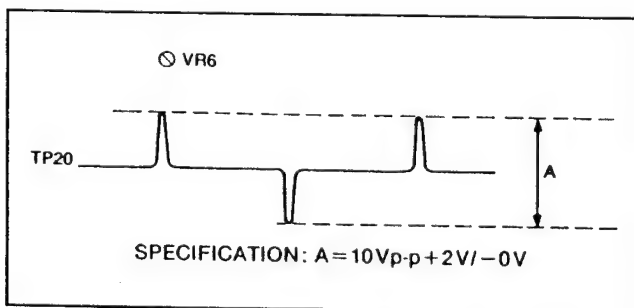 VR6
TP20
A
SPECIFICATION: A=10Vp-p+2V/−0V